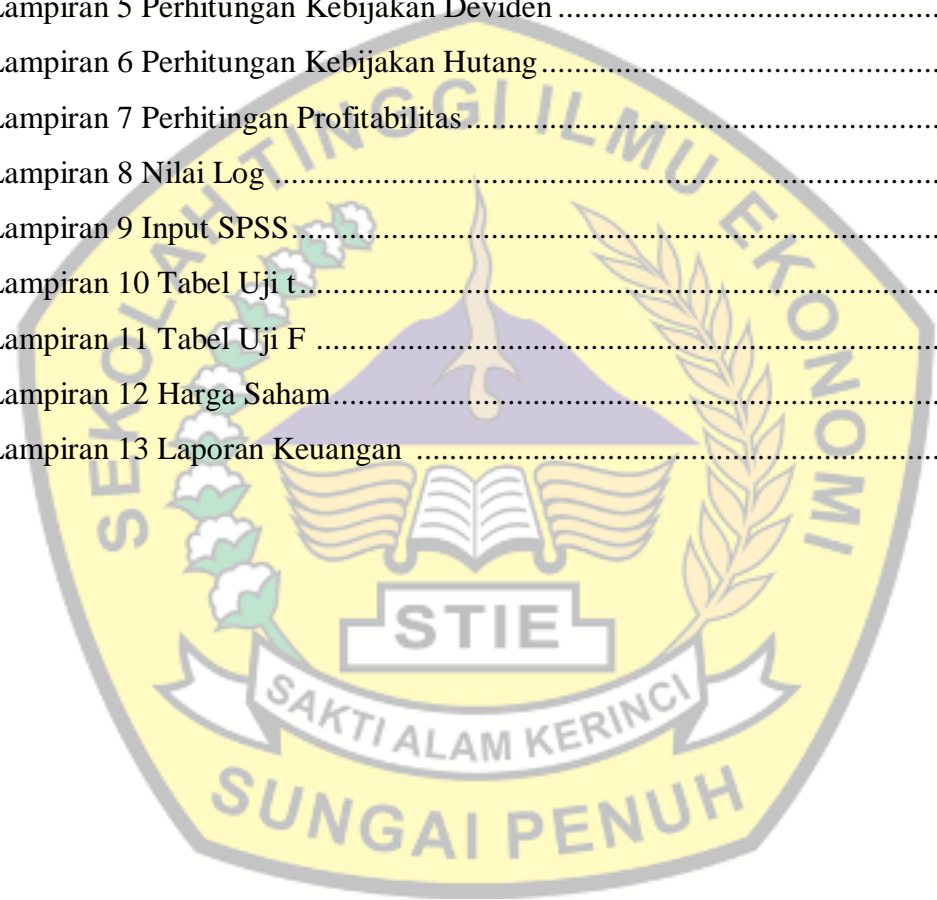 Lampiran 5 Perhitungan Kebijakan Deviden ........................................
Lampiran 6 Perhitungan Kebijakan Hutang ........................................
Lampiran 7 Perhitingan Profitabilitas ........................................
Lampiran 8 Nilai Log ........................................
Lampiran 9 Input SPSS ........................................
Lampiran 10 Tabel Uji t ........................................
Lampiran 11 Tabel Uji F ........................................
Lampiran 12 Harga Saham ........................................
Lampiran 13 Laporan Keuangan ........................................
SEKOLAH TINGGI ILMU EKONOMI
STIE
SAKTI ALAM KERINCI
SUNGAI PENUH